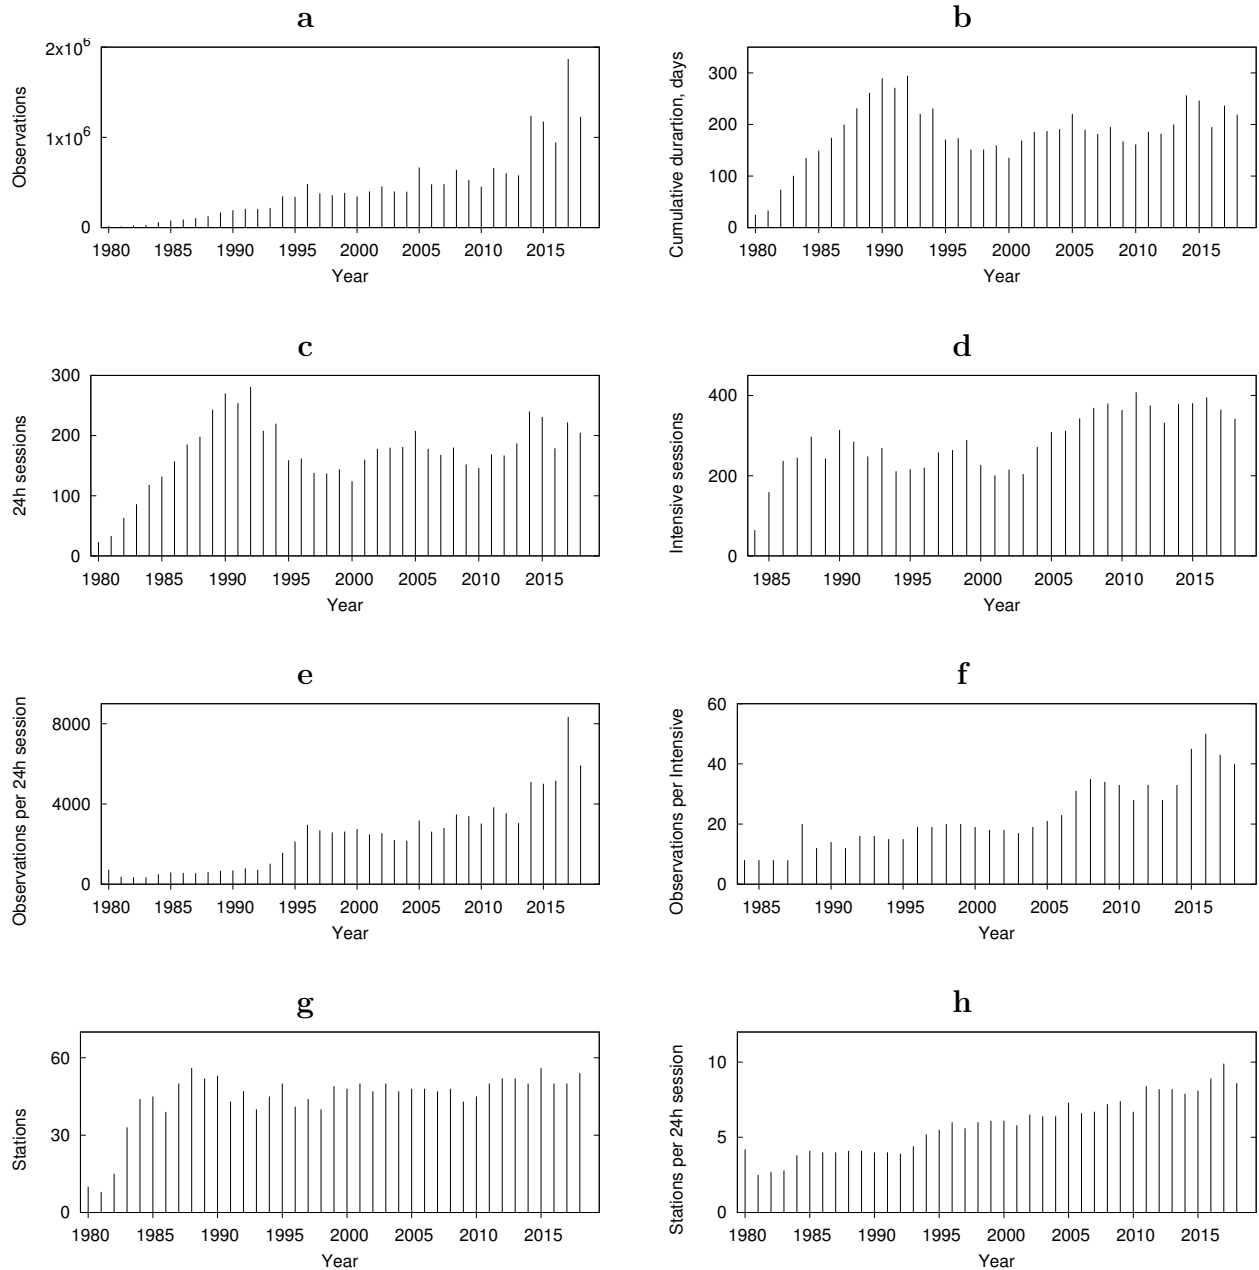 a
2x10⁶
1x10⁶
0
Observations
1980 1985 1990 1995 2000 2005 2010 2015
Year
b
300
200
100
0
Cumulative durartion, days
1980 1985 1990 1995 2000 2005 2010 2015
Year
c
300
200
100
0
24h sessions
1980 1985 1990 1995 2000 2005 2010 2015
Year
d
400
200
0
Intensive sessions
1985 1990 1995 2000 2005 2010 2015
Year
e
8000
4000
0
Observations per 24h session
1980 1985 1990 1995 2000 2005 2010 2015
Year
f
60
40
20
0
Observations per Intensive
1985 1990 1995 2000 2005 2010 2015
Year
g
60
30
0
Stations
1980 1985 1990 1995 2000 2005 2010 2015
Year
h
10
5
0
Stations per 24h session
1980 1985 1990 1995 2000 2005 2010 2015
Year